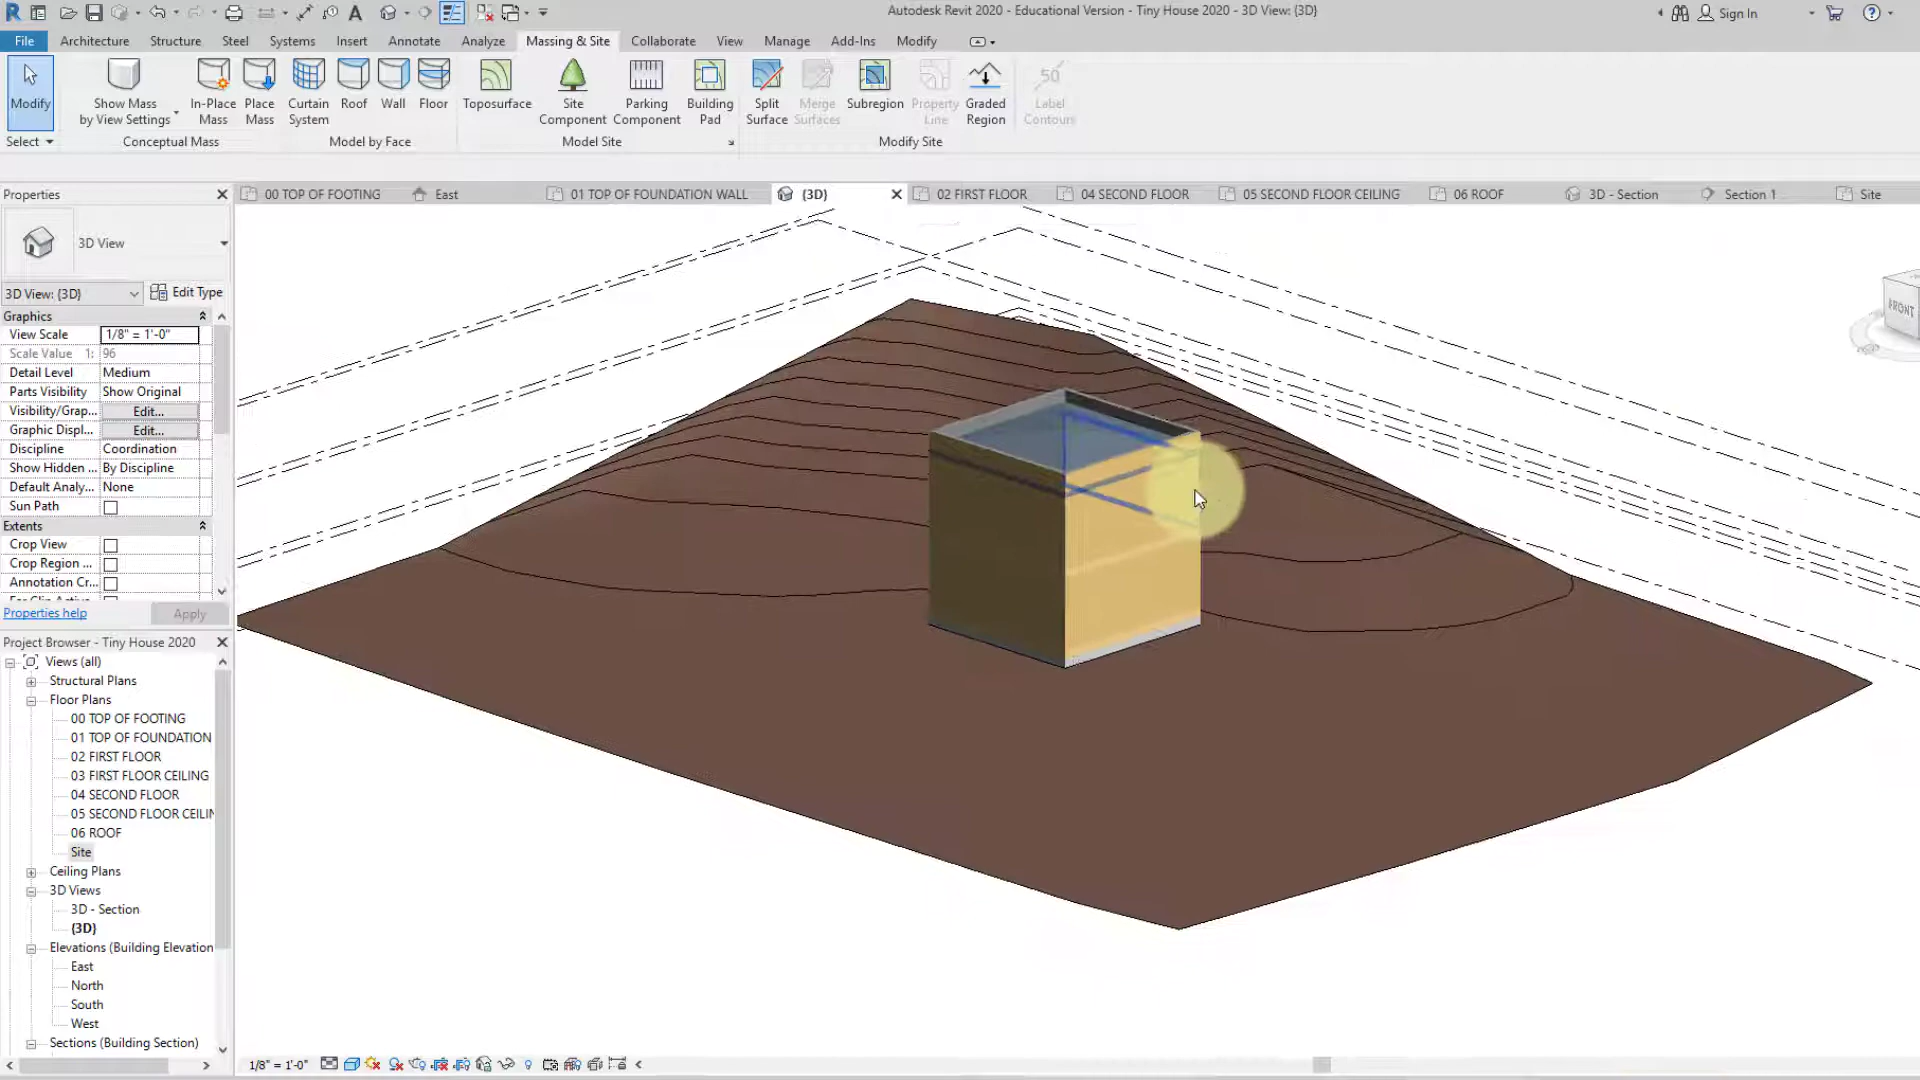 Autodesk Revit 2020 - Educational Version - Tiny House 2020 - 3D View: {3D}
Sign In
File Architecture Structure Steel Systems Insert Annotate Analyze Massing & Site Collaborate View Manage Add-Ins Modify
Modify
Show Mass by View Settings
In-Place Mass
Place Mass
Curtain System
Roof
Wall
Floor
Toposurface
Site Component
Parking Component
Building Pad
Split Surface
Merge Surfaces
Subregion
Property Line
Graded Region
50
Label Contours
Select
Conceptual Mass
Model by Face
Model Site
Modify Site
Properties
00 TOP OF FOOTING
East
01 TOP OF FOUNDATION WALL
{3D}
02 FIRST FLOOR
04 SECOND FLOOR
05 SECOND FLOOR CEILING
06 ROOF
3D - Section
Section 1
Site
3D View
3D View: {3D}
Edit Type
Graphics
View Scale 1/8" = 1'-0"
Scale Value 1: 96
Detail Level Medium
Parts Visibility Show Original
Visibility/Grap... Edit...
Graphic Displ... Edit...
Discipline Coordination
Show Hidden ... By Discipline
Default Analy... None
Sun Path
Extents
Crop View
Crop Region ...
Annotation Cr...
Properties help
Apply
FRONT
Project Browser - Tiny House 2020
Views (all)
Structural Plans
Floor Plans
00 TOP OF FOOTING
01 TOP OF FOUNDATION
02 FIRST FLOOR
03 FIRST FLOOR CEILING
04 SECOND FLOOR
05 SECOND FLOOR CEILIN
06 ROOF
Site
Ceiling Plans
3D Views
3D - Section
{3D}
Elevations (Building Elevation
East
North
South
West
Sections (Building Section)
1/8" = 1'-0"